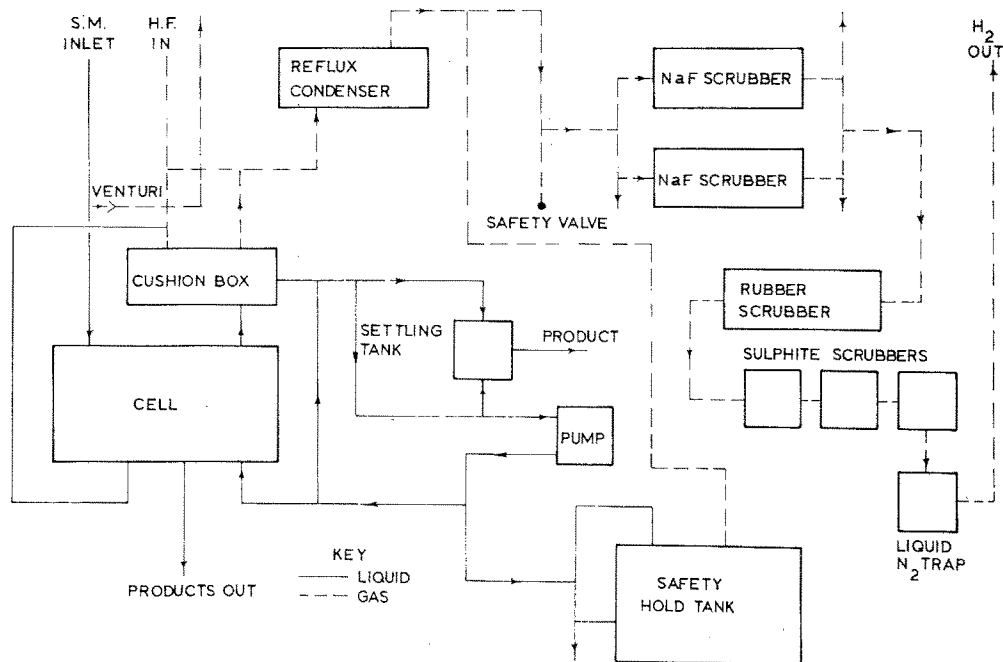 S.M.
INLET
H.F.
IN
REFLUX
CONDENSER
NaF SCRUBBER
H2
OUT
VENTURI
NaF SCRUBBER
SAFETY VALVE
CUSHION BOX
RUBBER
SCRUBBER
SETTLING
TANK
PRODUCT
SULPHITE SCRUBBERS
CELL
PUMP
KEY
LIQUID
GAS
PRODUCTS OUT
SAFETY
HOLD TANK
LIQUID
N2 TRAP